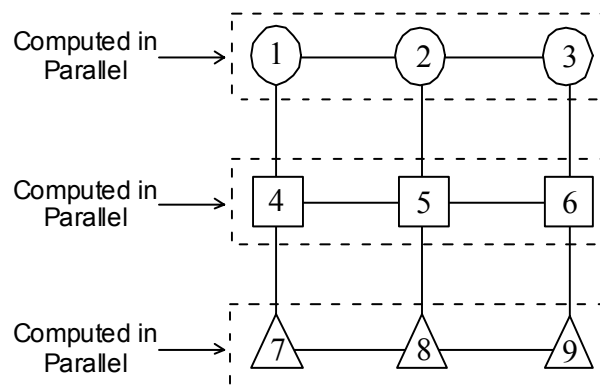 Computed in
Parallel
1 2 3
Computed in
Parallel
4 5 6
Computed in
Parallel
7 8 9